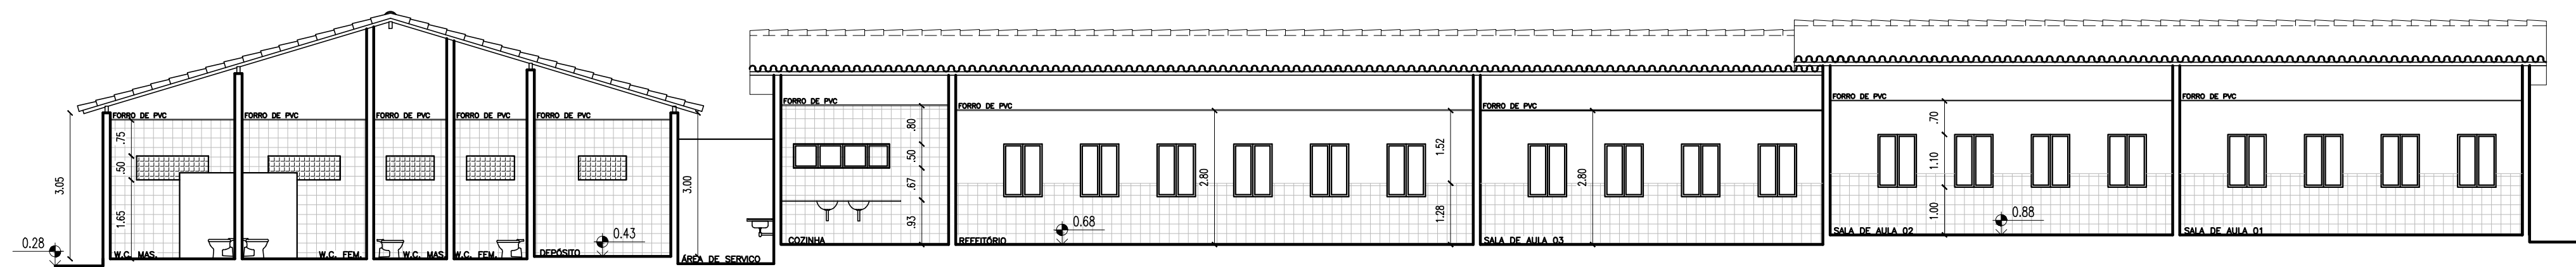 FORRO DE PVC
FORRO DE PVC
FORRO DE PVC
FORRO DE PVC
FORRO DE PVC
FORRO DE PVC
FORRO DE PVC
FORRO DE PVC
FORRO DE PVC
FORRO DE PVC
3.05
.75
.50
1.65
3.00
.80
.50
.67
.93
2.80
1.52
1.28
2.80
.70
1.10
1.00
0.28
0.43
0.68
0.88
W.C. MAS.
W.C. FEM.
W.C. MAS.
W.C. FEM.
DEPÓSITO
ÁREA DE SERVIÇO
COZINHA
REFEITÓRIO
SALA DE AULA 03
SALA DE AULA 02
SALA DE AULA 01